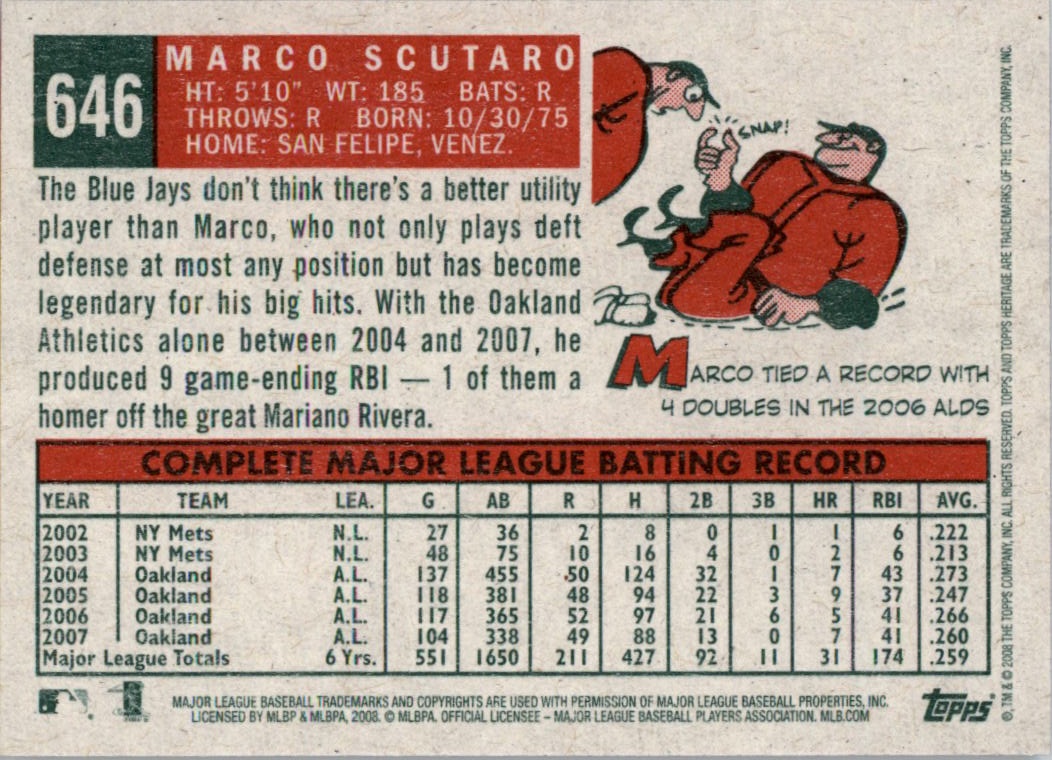 646
MARCO SCUTARO
HT: 5'10" WT: 185 BATS: R
THROWS: R BORN: 10/30/75
HOME: SAN FELIPE, VENEZ.
The Blue Jays don't think there's a better utility
player than Marco, who not only plays deft
defense at most any position but has become
legendary for his big hits. With the Oakland
Athletics alone between 2004 and 2007, he
produced 9 game-ending RBI — 1 of them a
homer off the great Mariano Rivera.
SNAP!
MARCO TIED A RECORD WITH
4 DOUBLES IN THE 2006 ALDS
COMPLETE MAJOR LEAGUE BATTING RECORD
YEAR TEAM LEA. G AB R H 2B 3B HR RBI AVG.
2002 NY Mets N.L. 27 36 2 8 0 1 1 6 .222
2003 NY Mets N.L. 48 75 10 16 4 0 2 6 .213
2004 Oakland A.L. 137 455 50 124 32 1 7 43 .273
2005 Oakland A.L. 118 381 48 94 22 3 9 37 .247
2006 Oakland A.L. 117 365 52 97 21 6 5 41 .266
2007 Oakland A.L. 104 338 49 88 13 0 7 41 .260
Major League Totals 6 Yrs. 551 1650 211 427 92 11 31 174 .259
MAJOR LEAGUE BASEBALL TRADEMARKS AND COPYRIGHTS ARE USED WITH PERMISSION OF MAJOR LEAGUE BASEBALL PROPERTIES, INC.
LICENSED BY MLBP & MLBPA, 2008. © MLBPA. OFFICIAL LICENSEE – MAJOR LEAGUE BASEBALL PLAYERS ASSOCIATION. MLB.COM
topps
®, TM & © 2008 THE TOPPS COMPANY, INC. ALL RIGHTS RESERVED. TOPPS AND TOPPS HERITAGE ARE TRADEMARKS OF THE TOPPS COMPANY, INC.